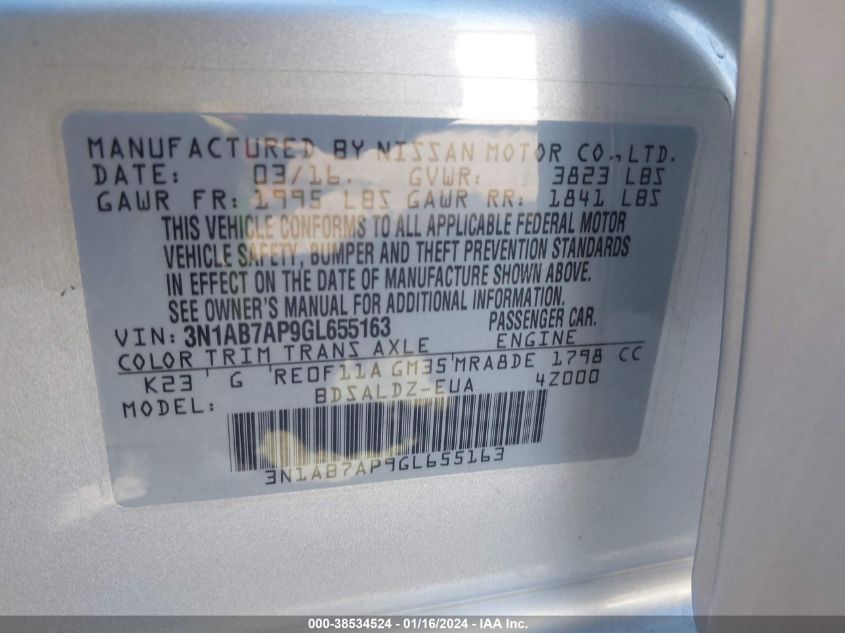 MANUFACTURED BY NISSAN MOTOR CO.,LTD.
DATE: 03/16. GVWR: 3823 LBS
GAWR FR: 1995 LBS GAWR RR: 1841 LBS
THIS VEHICLE CONFORMS TO ALL APPLICABLE FEDERAL MOTOR
VEHICLE SAFETY, BUMPER AND THEFT PREVENTION STANDARDS
IN EFFECT ON THE DATE OF MANUFACTURE SHOWN ABOVE.
SEE OWNER'S MANUAL FOR ADDITIONAL INFORMATION.
VIN: 3N1AB7AP9GL655163 PASSENGER CAR.
COLOR TRIM TRANS AXLE ENGINE
K23 G RE0F11A GM35 MRA8DE 1798 CC
MODEL: BDSALDZ-EUA 4Z000
3N1AB7AP9GL655163
000-38534524 - 01/16/2024 - IAA Inc.